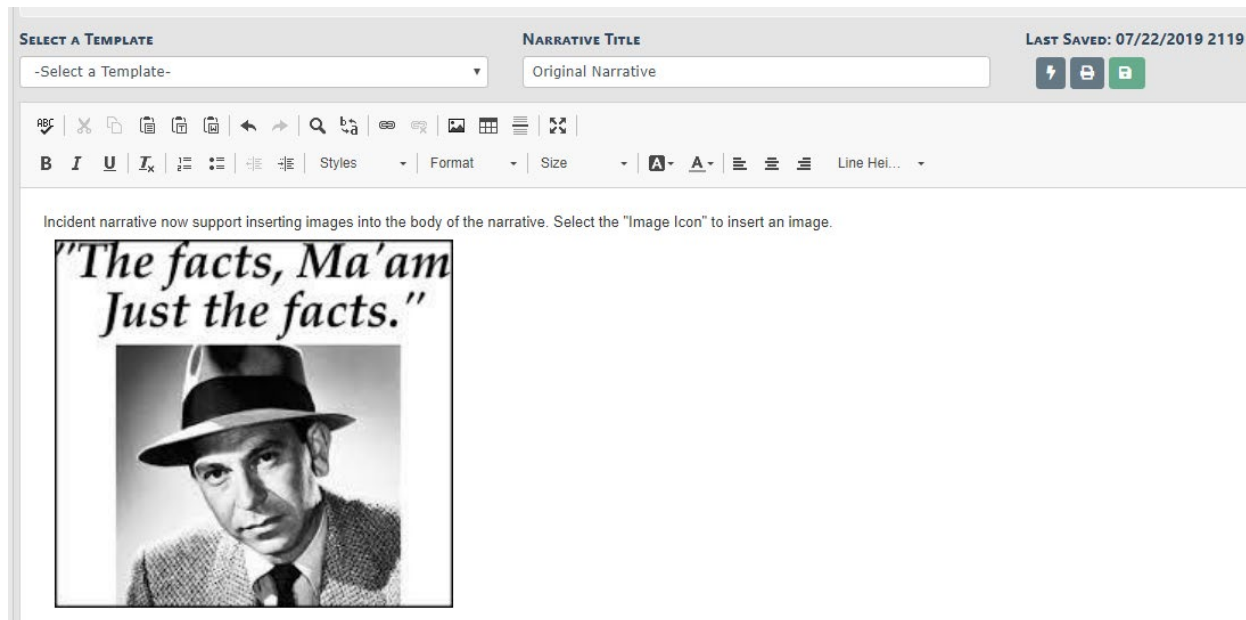 SELECT A TEMPLATE
NARRATIVE TITLE
LAST SAVED: 07/22/2019 2119
-Select a Template-
Original Narrative
ABC
B I U Ix Styles Format Size A A Line Hei...
Incident narrative now support inserting images into the body of the narrative. Select the "Image Icon" to insert an image.
"The facts, Ma'am
Just the facts."